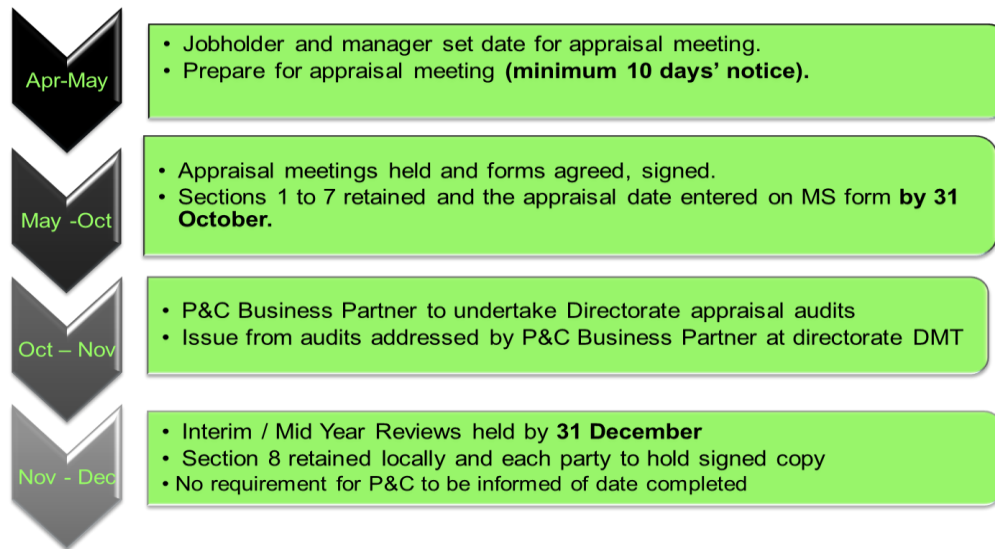 Apr-May
• Jobholder and manager set date for appraisal meeting.
• Prepare for appraisal meeting (minimum 10 days’ notice).
May -Oct
• Appraisal meetings held and forms agreed, signed.
• Sections 1 to 7 retained and the appraisal date entered on MS form by 31
October.
Oct – Nov
• P&C Business Partner to undertake Directorate appraisal audits
• Issue from audits addressed by P&C Business Partner at directorate DMT
Nov - Dec
• Interim / Mid Year Reviews held by 31 December
• Section 8 retained locally and each party to hold signed copy
• No requirement for P&C to be informed of date completed